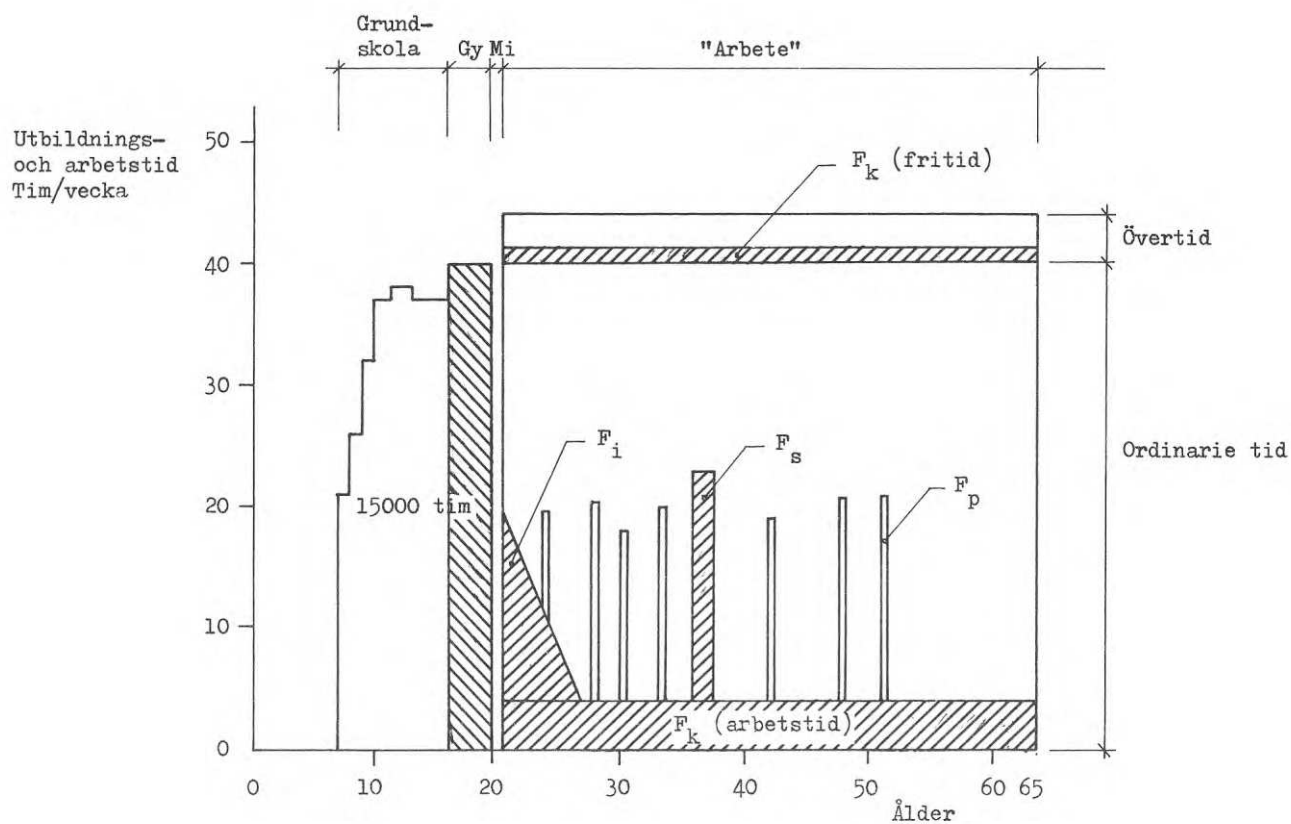 Grund-
skola
Gy Mi
"Arbete"
Utbildnings-
och arbetstid
Tim/vecka
50
40
30
20
10
0
F_k (fritid)
Övertid
Ordinarie tid
F_i
F_s
F_p
15000 tim
F_k (arbetstid)
0 10 20 30 40 50 60 65
Ålder